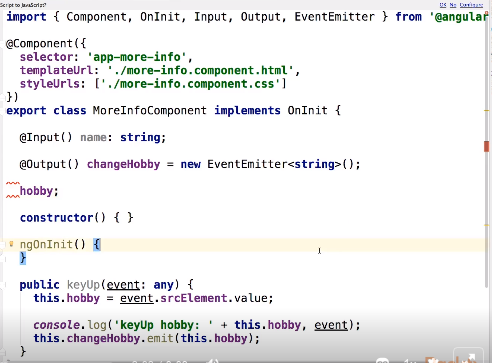 Script to JavaScript? OK No Configure
import { Component, OnInit, Input, Output, EventEmitter } from '@angular
@Component({
  selector: 'app-more-info',
  templateUrl: './more-info.component.html',
  styleUrls: ['./more-info.component.css']
})
export class MoreInfoComponent implements OnInit {
  @Input() name: string;
  @Output() changeHobby = new EventEmitter<string>();
  hobby;
  constructor() { }
  ngOnInit() {
  }
  public keyUp(event: any) {
    this.hobby = event.srcElement.value;
    console.log('keyUp hobby: ' + this.hobby, event);
    this.changeHobby.emit(this.hobby);
  }